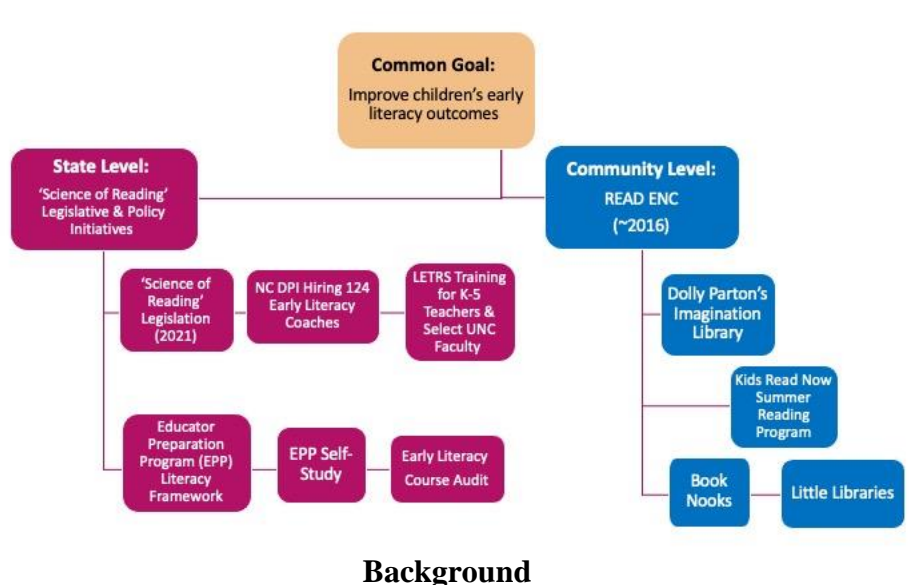 Common Goal:
Improve children's early
literacy outcomes
State Level:
'Science of Reading'
Legislative & Policy
Initiatives
Community Level:
READ ENC
(~2016)
'Science of
Reading'
Legislation
(2021)
NC DPI Hiring 124
Early Literacy
Coaches
LETRS Training
for K-5
Teachers &
Select UNC
Faculty
Dolly Parton's
Imagination
Library
Kids Read Now
Summer
Reading
Program
Educator
Preparation
Program (EPP)
Literacy
Framework
EPP Self-
Study
Early Literacy
Course Audit
Book
Nooks
Little Libraries
Background